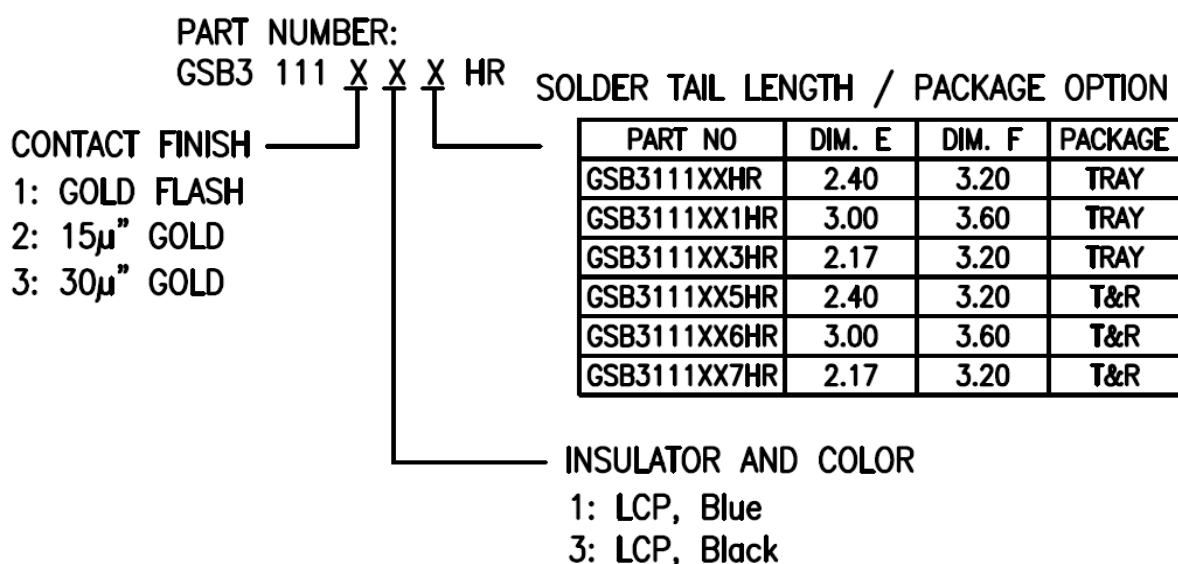 PART NUMBER:
GSB3 111 X X X HR
SOLDER TAIL LENGTH / PACKAGE OPTION
CONTACT FINISH
1: GOLD FLASH
2: 15µ" GOLD
3: 30µ" GOLD
PART NO DIM. E DIM. F PACKAGE
GSB3111XXHR 2.40 3.20 TRAY
GSB3111XX1HR 3.00 3.60 TRAY
GSB3111XX3HR 2.17 3.20 TRAY
GSB3111XX5HR 2.40 3.20 T&R
GSB3111XX6HR 3.00 3.60 T&R
GSB3111XX7HR 2.17 3.20 T&R
INSULATOR AND COLOR
1: LCP, Blue
3: LCP, Black